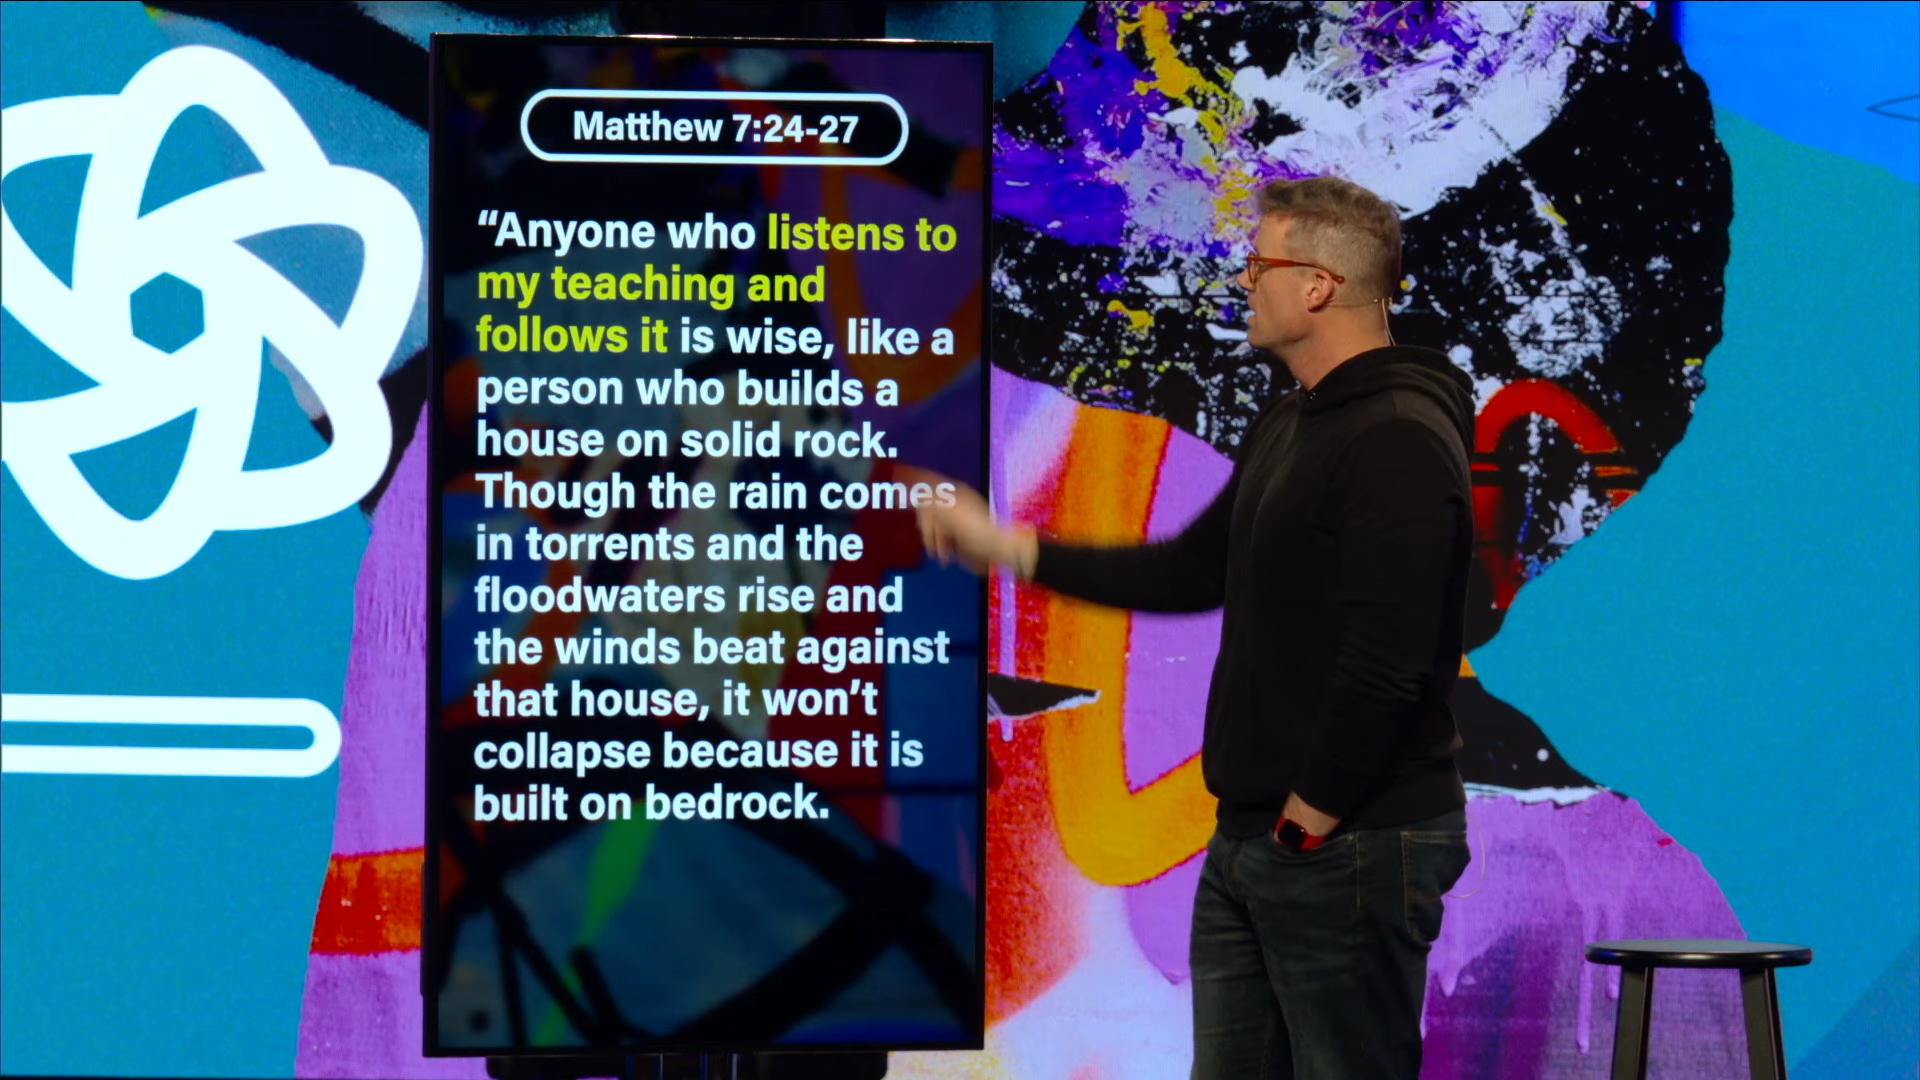 Matthew 7:24-27
“Anyone who listens to
my teaching and
follows it is wise, like a
person who builds a
house on solid rock.
Though the rain comes
in torrents and the
floodwaters rise and
the winds beat against
that house, it won’t
collapse because it is
built on bedrock.